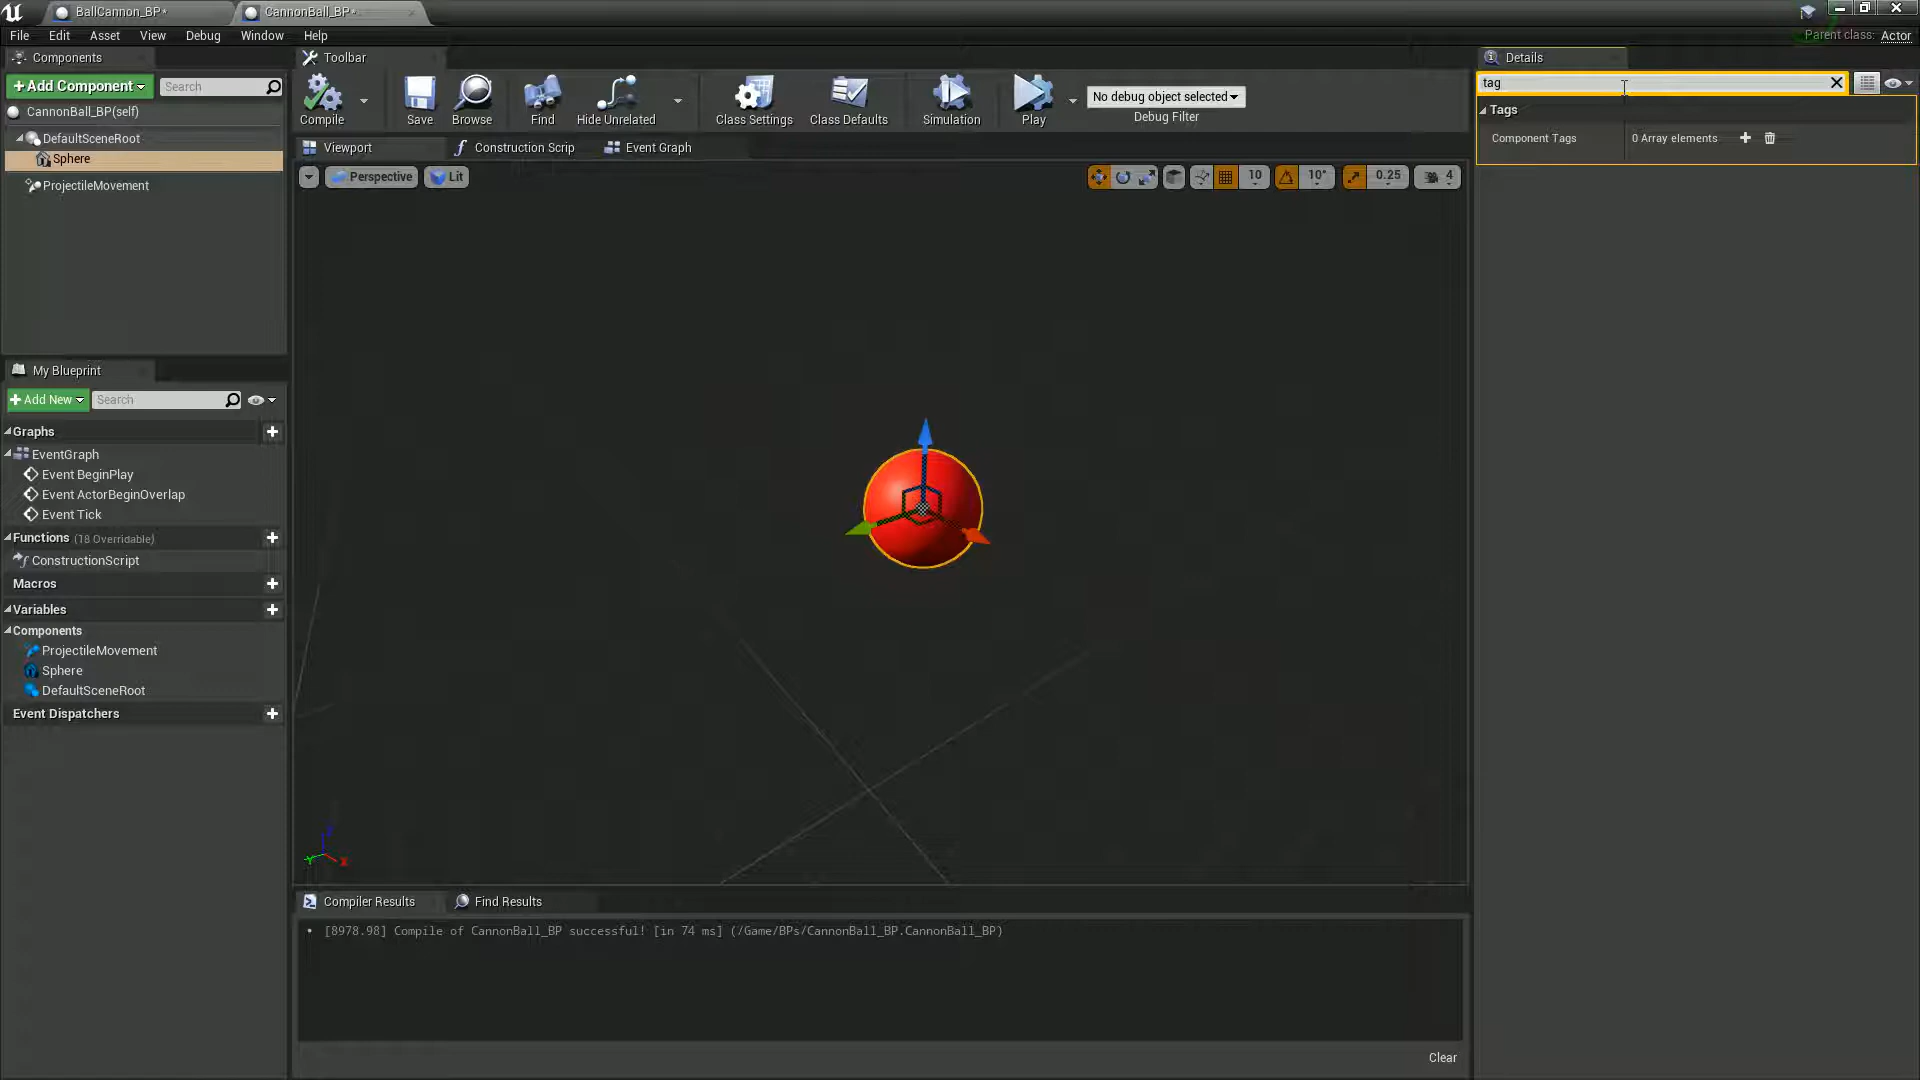 BallCannon_BP*
CannonBall_BP*
File Edit Asset View Debug Window Help
Parent class: Actor
Components
+Add Component
Search
CannonBall_BP(self)
DefaultSceneRoot
Sphere
ProjectileMovement
Toolbar
Compile
Save
Browse
Find
Hide Unrelated
Class Settings
Class Defaults
Simulation
Play
No debug object selected
Debug Filter
Viewport
Construction Scrip
Event Graph
Perspective
Lit
10
10°
0.25
4
Details
tag
Tags
Component Tags
0 Array elements
My Blueprint
+Add New
Search
Graphs
EventGraph
Event BeginPlay
Event ActorBeginOverlap
Event Tick
Functions (18 Overridable)
ConstructionScript
Macros
Variables
Components
ProjectileMovement
Sphere
DefaultSceneRoot
Event Dispatchers
Compiler Results
Find Results
• [8978.98] Compile of CannonBall_BP successful! [in 74 ms] (/Game/BPs/CannonBall_BP.CannonBall_BP)
Clear